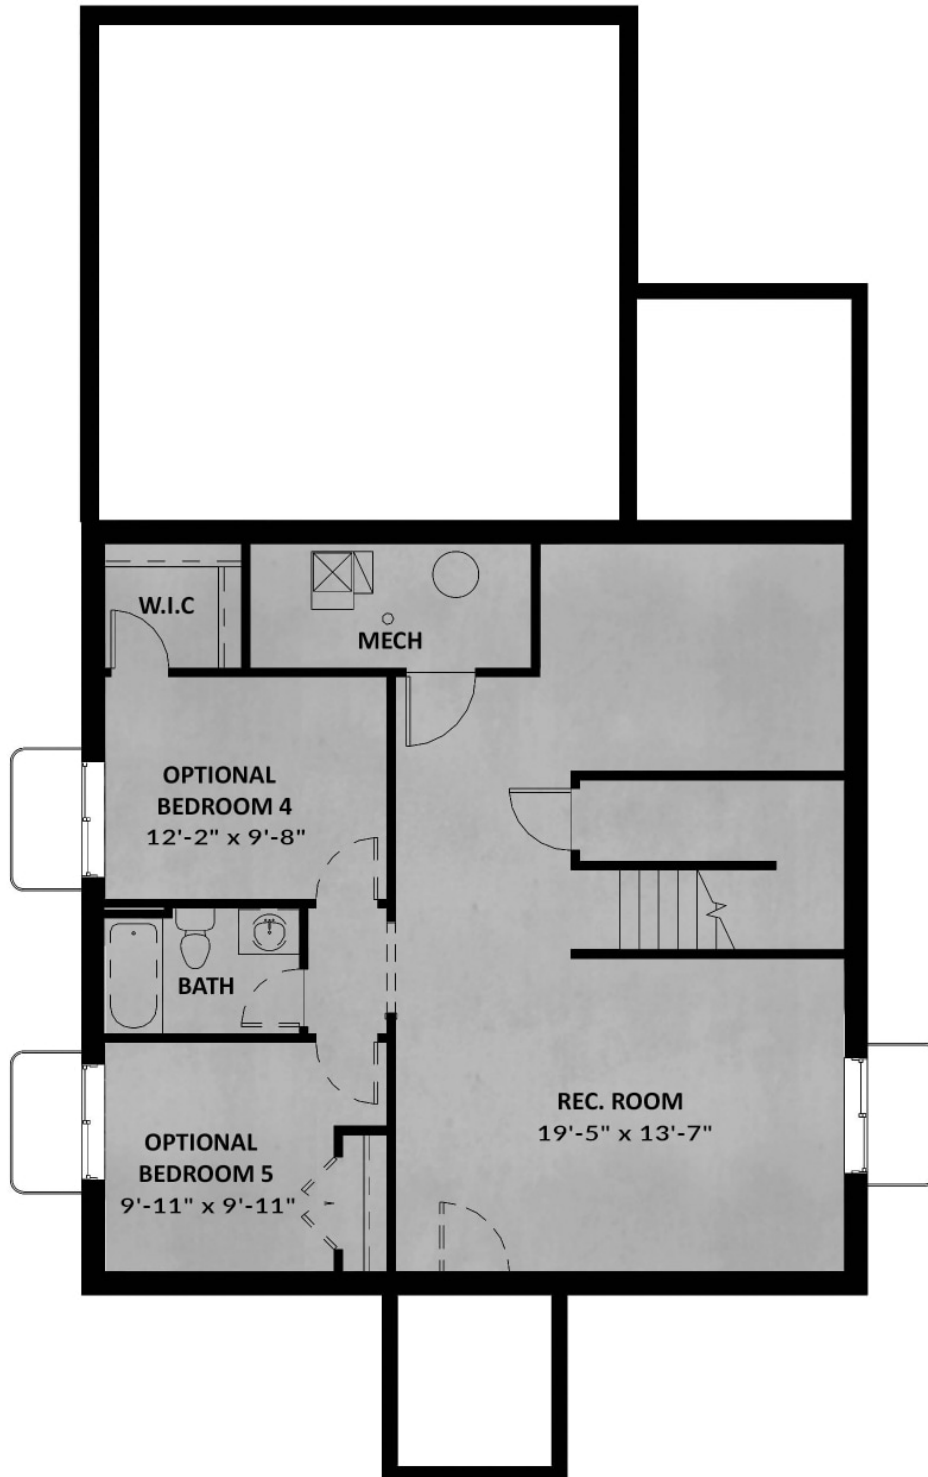 W.I.C
MECH
OPTIONAL
BEDROOM 4
12'-2" x 9'-8"
BATH
REC. ROOM
19'-5" x 13'-7"
OPTIONAL
BEDROOM 5
9'-11" x 9'-11"